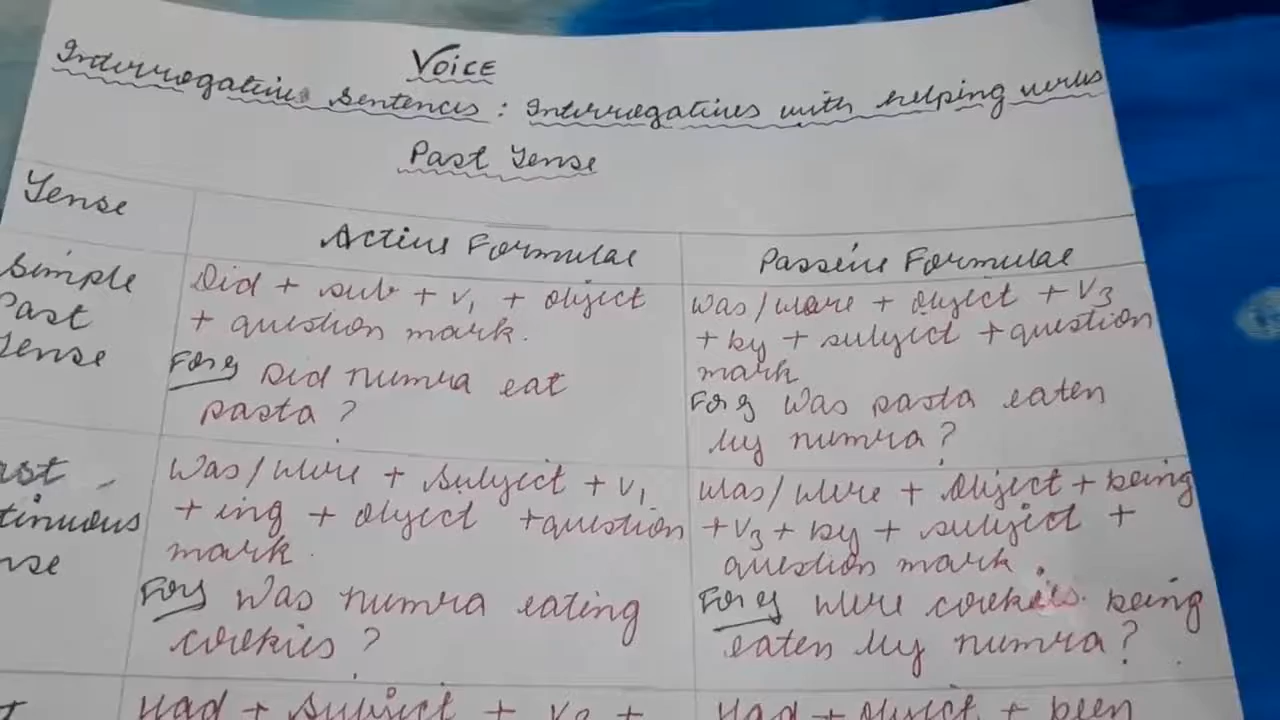 Voice
Interrogative Sentences : Interrogatives with helping verbs
Past Tense
Tense
Active Formulae
Passive Formulae
Simple
Past
Tense
Did + sub + V1 + object
+ question mark.
For eg Did numra eat
pasta ?
Was/were + object + V3
+ by + subject + question
mark
For eg Was pasta eaten
by numra ?
ast
tinuous
nse
Was/Were + Subject + V1
+ ing + object + question
mark.
For eg Was numra eating
cookies ?
Was/Were + Object + being
+ V3 + by + subject +
question mark.
For eg Were cookies being
eaten by numra ?
Had + Subject + V3 +
Had + object + been